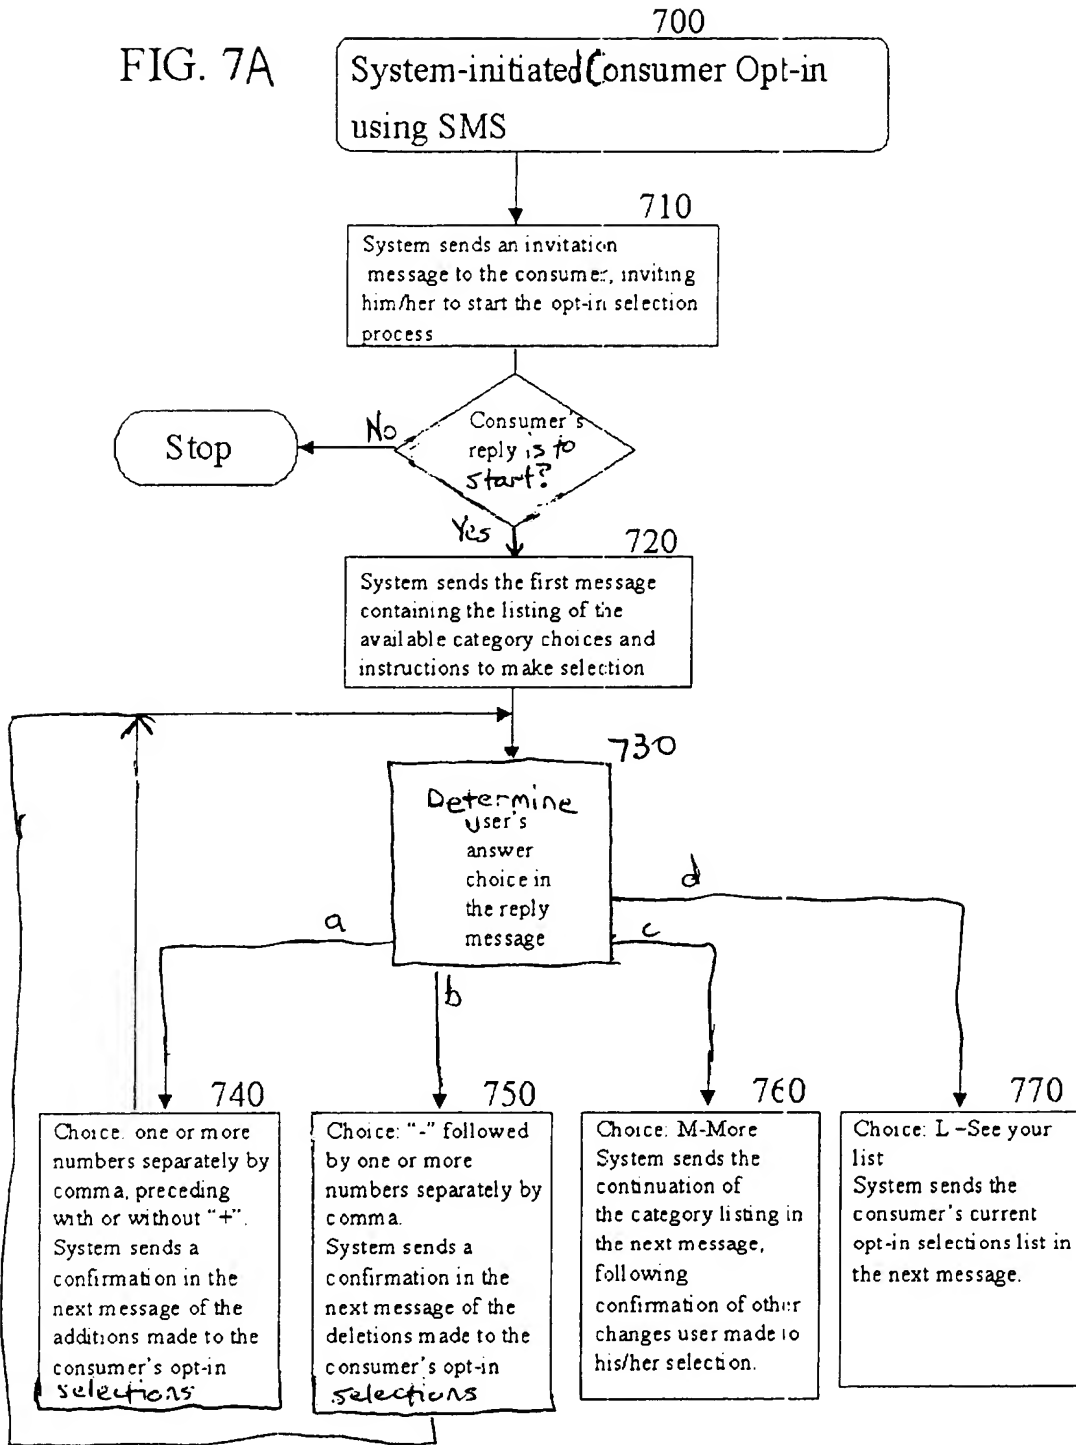 FIG. 7A
700
System-initiated Consumer Opt-in
using SMS
710
System sends an invitation
message to the consumer, inviting
him/her to start the opt-in selection
process
Consumer's
reply is to
start?
No
Stop
Yes
720
System sends the first message
containing the listing of the
available category choices and
instructions to make selection
730
Determine
User's
answer
choice in
the reply
message
a
b
c
d
740
Choice: one or more
numbers separately by
comma, preceding
with or without "+".
System sends a
confirmation in the
next message of the
additions made to the
consumer's opt-in
selections
750
Choice: "-" followed
by one or more
numbers separately by
comma.
System sends a
confirmation in the
next message of the
deletions made to the
consumer's opt-in
selections
760
Choice: M-More
System sends the
continuation of
the category listing in
the next message,
following
confirmation of other
changes user made to
his/her selection.
770
Choice: L-See your
list
System sends the
consumer's current
opt-in selections list in
the next message.